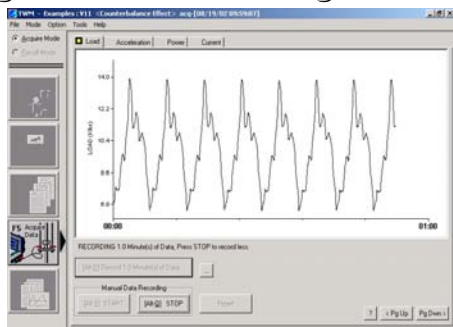 TWM - Examples : V11 <Counterbalance Effect> acq-[08/19/02 09:59:07]
File Mode Option Tools Help
Acquire Mode
Recall Mode
Load Acceleration Power Current
LOAD (Klbs)
14.0
12.2
10.4
8.6
6.0
00:00 01:00
F5 Acquire Data
RECORDING 1.0 Minute(s) of Data, Press STOP to record less.
Record 1.0 Minute(s) of Data
...
Manual Data Recording
START
STOP
Reset
? < Pg Up Pg Dwn >